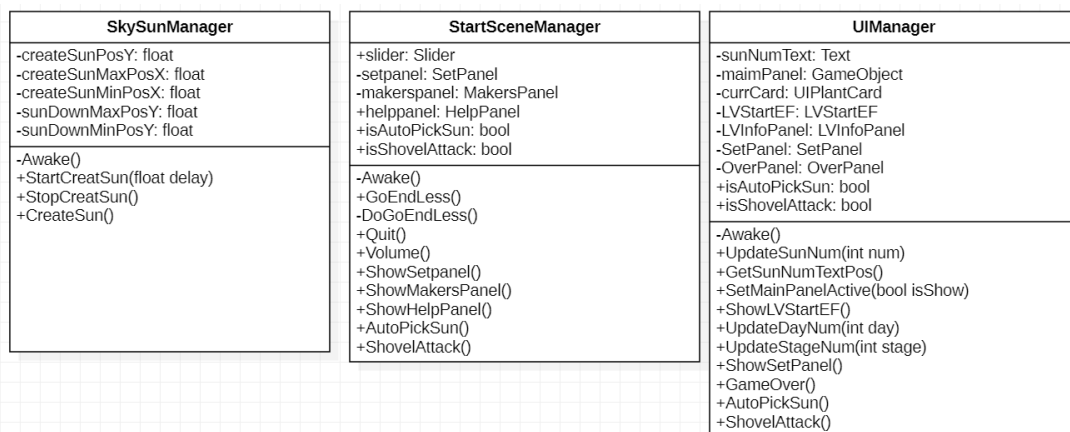 SkySunManager
-createSunPosY: float
-createSunMaxPosX: float
-createSunMinPosX: float
-sunDownMaxPosY: float
-sunDownMinPosY: float
-Awake()
+StartCreatSun(float delay)
+StopCreatSun()
+CreateSun()
StartSceneManager
+slider: Slider
-setpanel: SetPanel
-makerspanel: MakersPanel
+helppanel: HelpPanel
+isAutoPickSun: bool
+isShovelAttack: bool
-Awake()
+GoEndLess()
-DoGoEndLess()
+Quit()
+Volume()
+ShowSetpanel()
+ShowMakersPanel()
+ShowHelpPanel()
+AutoPickSun()
+ShovelAttack()
UIManager
-sunNumText: Text
-maimPanel: GameObject
-currCard: UIPlantCard
-LVStartEF: LVStartEF
-LVInfoPanel: LVInfoPanel
-SetPanel: SetPanel
-OverPanel: OverPanel
+isAutoPickSun: bool
+isShovelAttack: bool
-Awake()
+UpdateSunNum(int num)
+GetSunNumTextPos()
+SetMainPanelActive(bool isShow)
+ShowLVStartEF()
+UpdateDayNum(int day)
+UpdateStageNum(int stage)
+ShowSetPanel()
+GameOver()
+AutoPickSun()
+ShovelAttack()